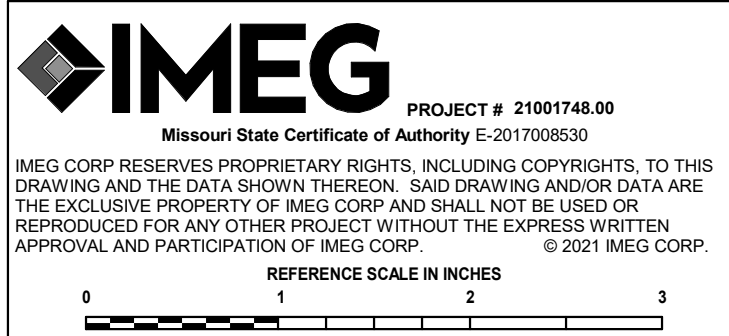 IMEG
PROJECT # 21001748.00
Missouri State Certificate of Authority E-2017008530
IMEG CORP RESERVES PROPRIETARY RIGHTS, INCLUDING COPYRIGHTS, TO THIS
DRAWING AND THE DATA SHOWN THEREON. SAID DRAWING AND/OR DATA ARE
THE EXCLUSIVE PROPERTY OF IMEG CORP AND SHALL NOT BE USED OR
REPRODUCED FOR ANY OTHER PROJECT WITHOUT THE EXPRESS WRITTEN
APPROVAL AND PARTICIPATION OF IMEG CORP. © 2021 IMEG CORP.
REFERENCE SCALE IN INCHES
0 1 2 3